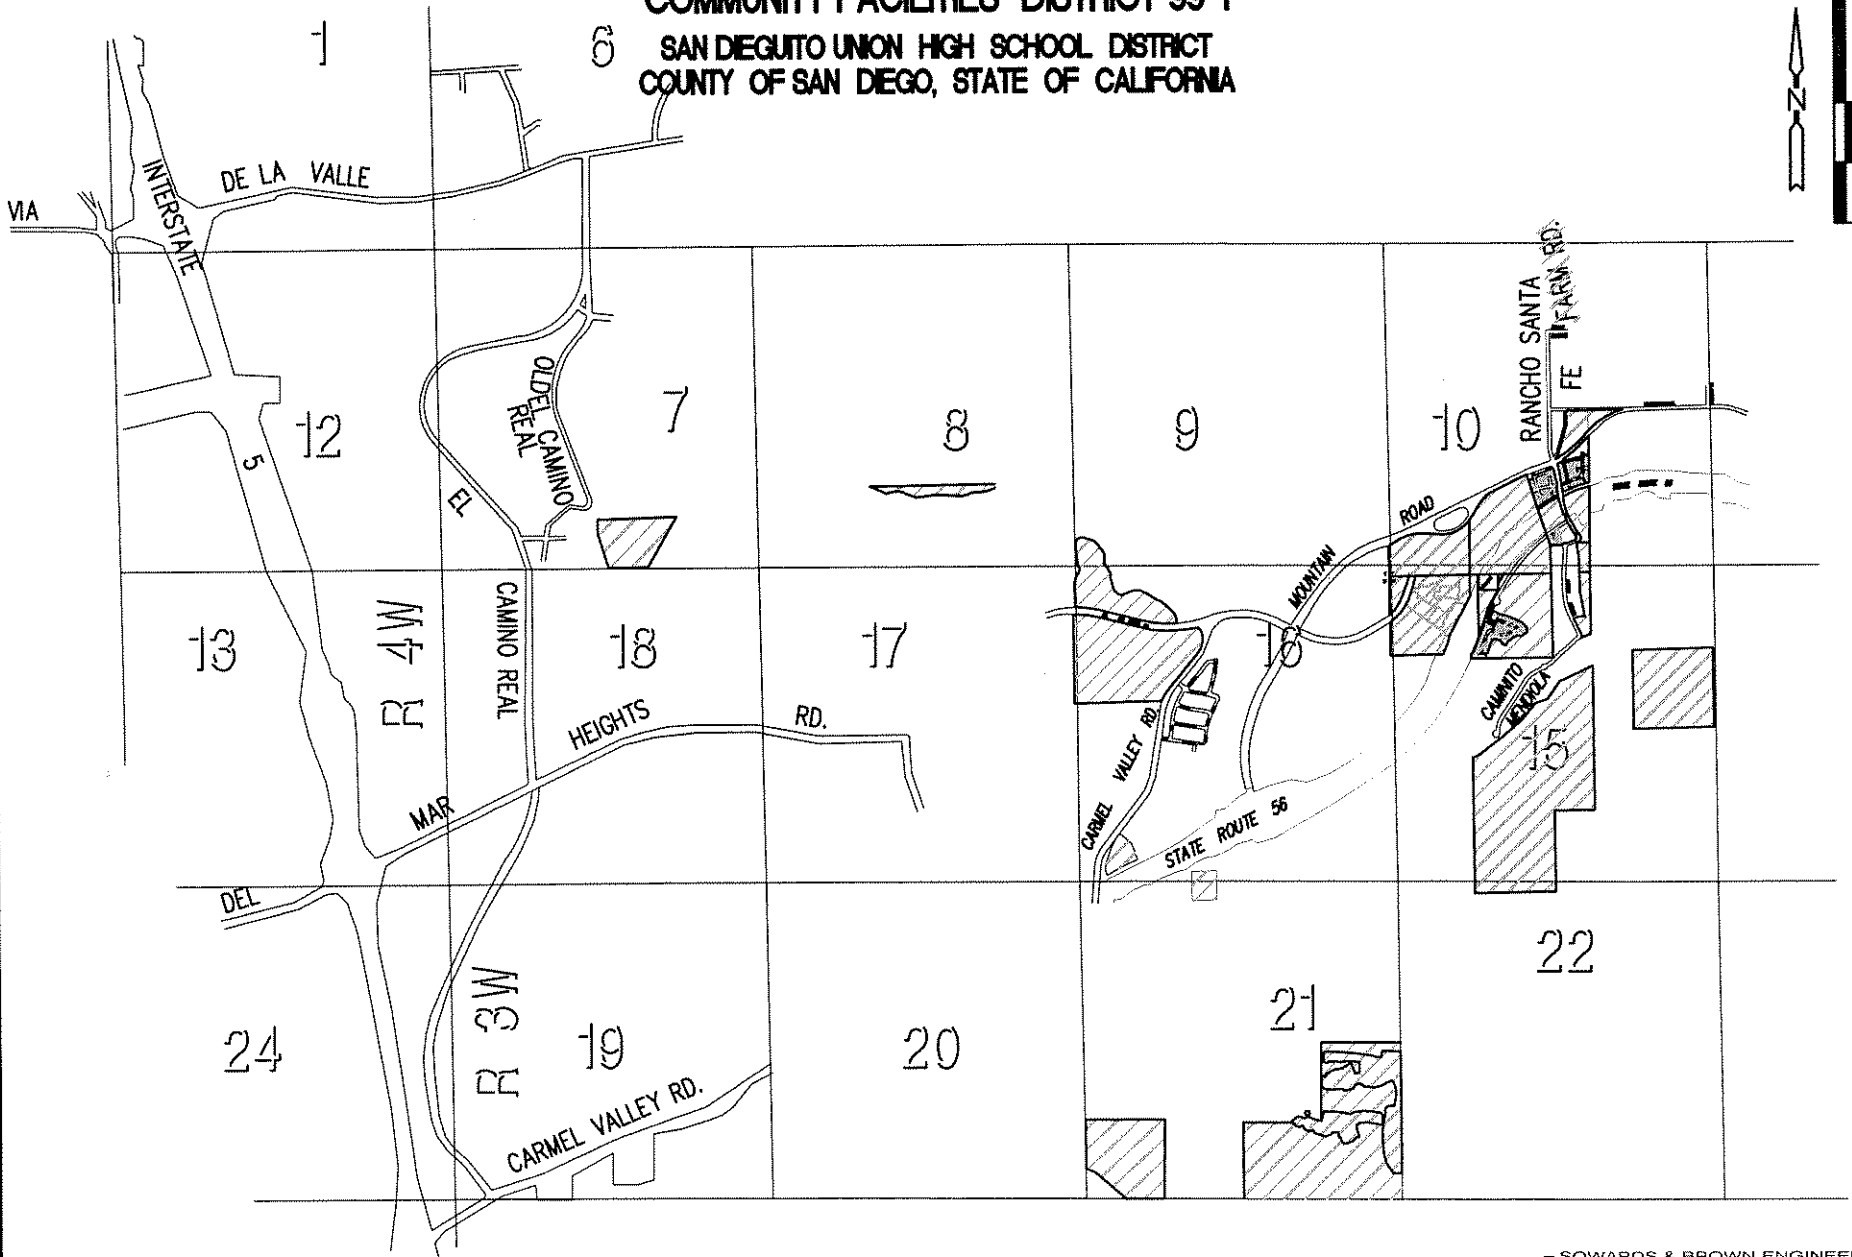 COMMUNITY FACILITIES DISTRICT 99-1
SAN DIEGUITO UNION HIGH SCHOOL DISTRICT
COUNTY OF SAN DIEGO, STATE OF CALIFORNIA
N
1
6
VIA
DE LA VALLE
INTERSTATE
5
12
OLD EL CAMINO
REAL
7
8
9
10
RANCHO SANTA
FE
FARM RD.
EL
CAMINO REAL
ROAD
MOUNTAIN
13
R 4W
18
17
HEIGHTS
RD.
MAR
DEL
CARMEL VALLEY RD.
STATE ROUTE 56
CAMINITO
MENDIOLA
15
22
24
R 3W
19
20
21
CARMEL VALLEY RD.
SOWARDS & BROWN ENGINEER